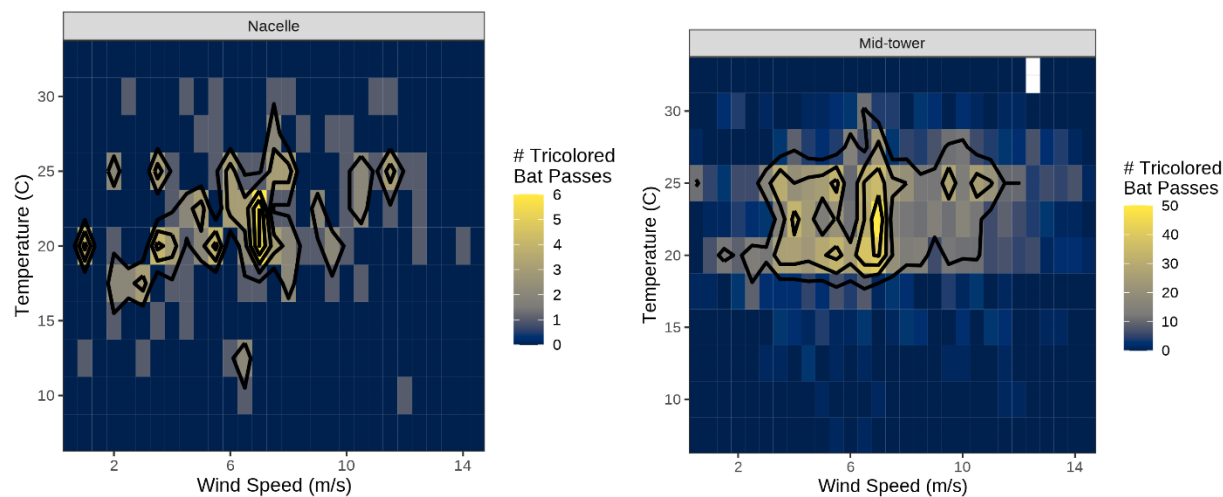 Nacelle
30
25
20
15
10
Temperature (C)
2 6 10 14
Wind Speed (m/s)
# Tricolored
Bat Passes
6
5
4
3
2
1
0
Mid-tower
30
25
20
15
10
Temperature (C)
2 6 10 14
Wind Speed (m/s)
# Tricolored
Bat Passes
50
40
30
20
10
0